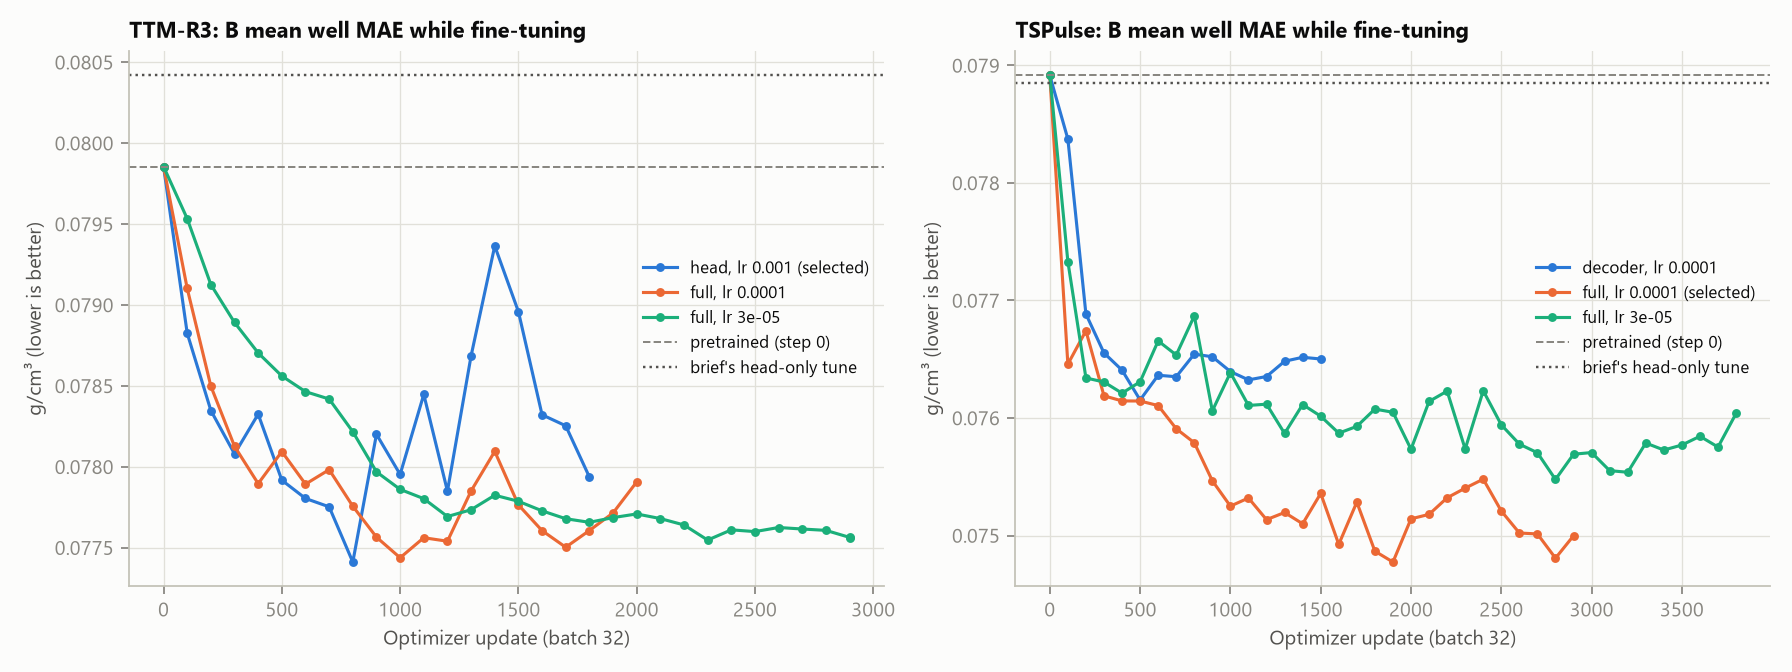 TTM-R3: B mean well MAE while fine-tuning
g/cm³ (lower is better)
0.0805
0.0800
0.0795
0.0790
0.0785
0.0780
0.0775
head, lr 0.001 (selected)
full, lr 0.0001
full, lr 3e-05
pretrained (step 0)
brief's head-only tune
0 500 1000 1500 2000 2500 3000
Optimizer update (batch 32)
TSPulse: B mean well MAE while fine-tuning
g/cm³ (lower is better)
0.079
0.078
0.077
0.076
0.075
decoder, lr 0.0001
full, lr 0.0001 (selected)
full, lr 3e-05
pretrained (step 0)
brief's head-only tune
0 500 1000 1500 2000 2500 3000 3500
Optimizer update (batch 32)